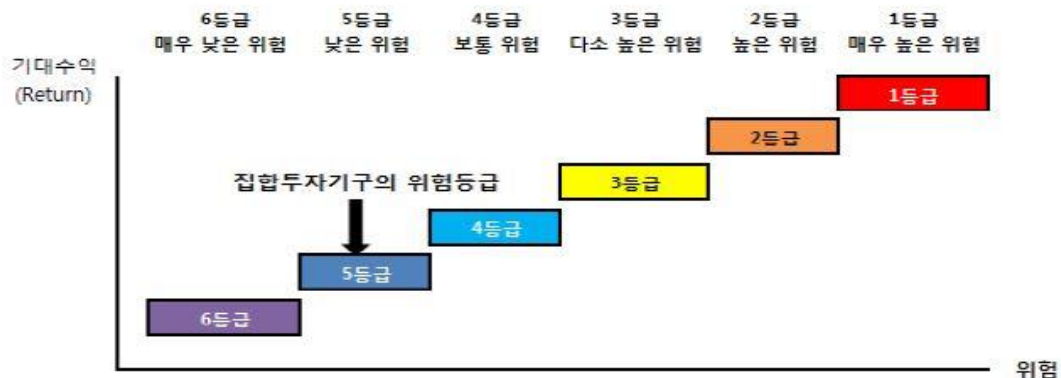 6등급 5등급 4등급 3등급 2등급 1등급
매우 낮은 위험 낮은 위험 보통 위험 다소 높은 위험 높은 위험 매우 높은 위험
기대수익
(Return)
1등급
2등급
집합투자기구의 위험등급
3등급
4등급
5등급
6등급
위험